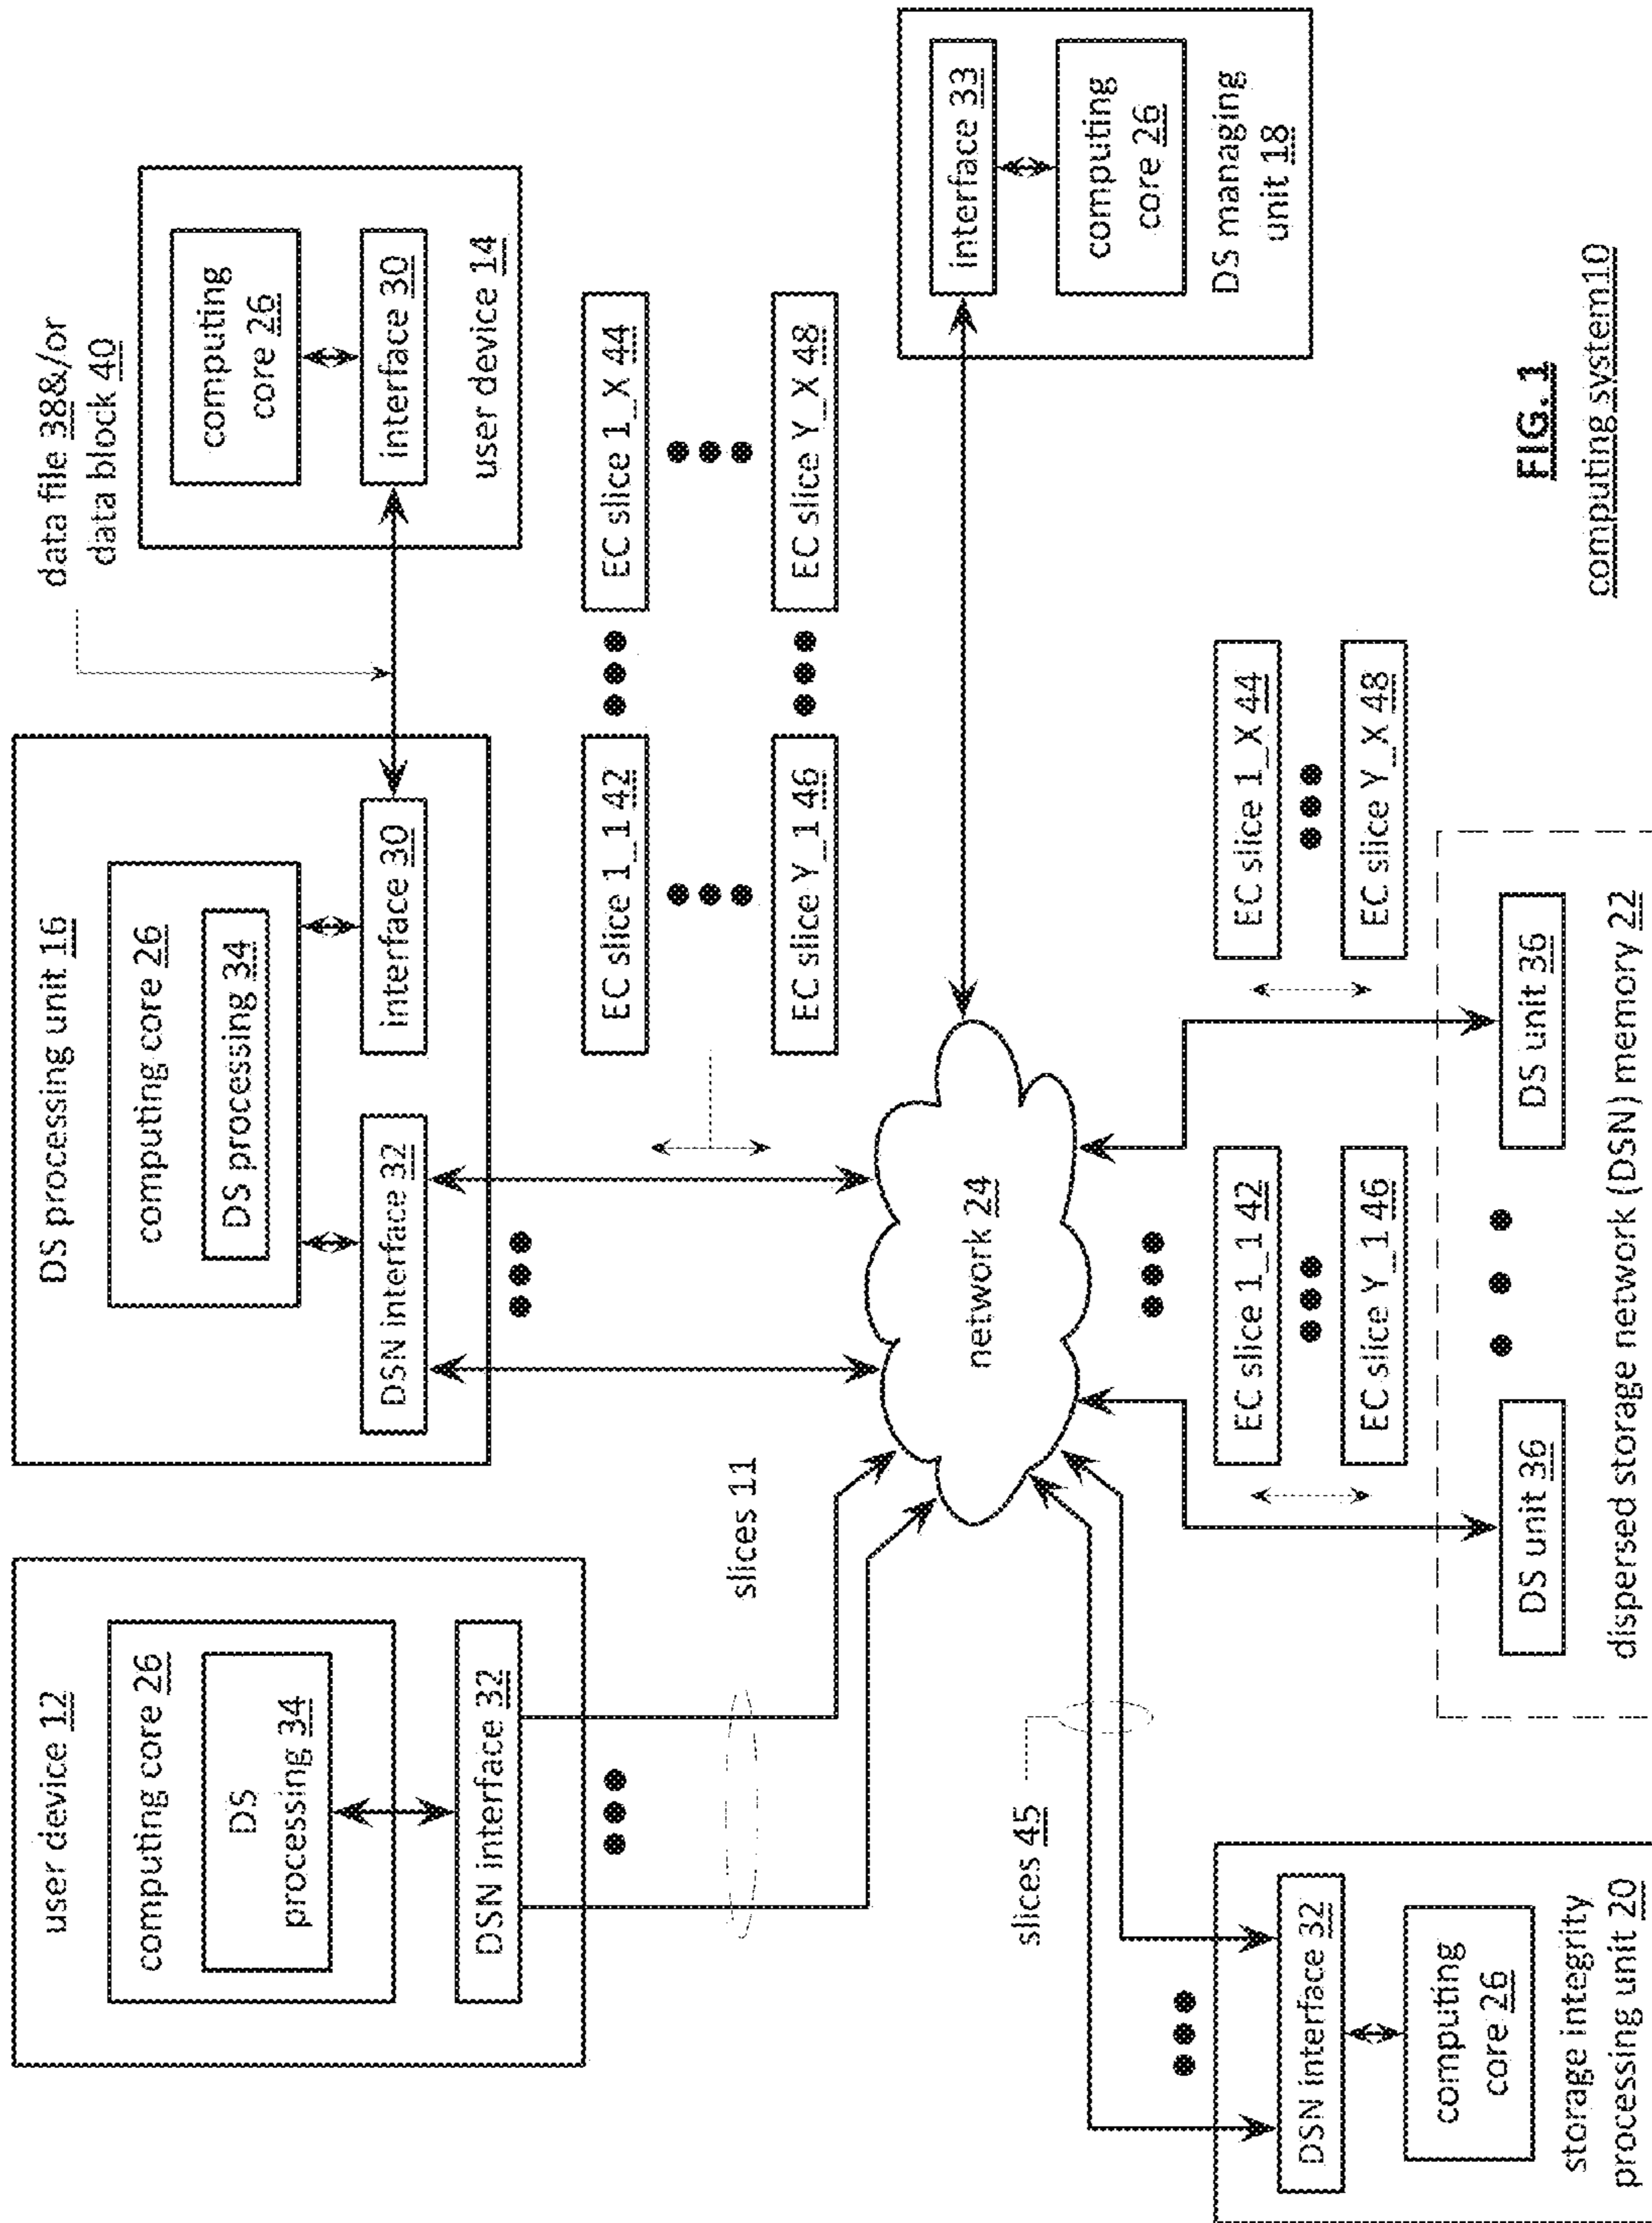 user device 12
computing core 26
DS
processing 34
DSN interface 32
slices 11
DS processing unit 16
computing core 26
DS processing 34
DSN interface 32
interface 30
data file 38&/or
data block 40
computing
core 26
interface 30
user device 14
EC slice 1_1 42
EC slice 1_X 44
EC slice Y_1 46
EC slice Y_X 48
network 24
interface 33
computing
core 26
DS managing
unit 18
slices 45
DSN interface 32
computing
core 26
storage integrity
processing unit 20
EC slice 1_1 42
EC slice Y_1 46
EC slice 1_X 44
EC slice Y_X 48
DS unit 36
DS unit 36
dispersed storage network (DSN) memory 22
FIG. 1
computing system10